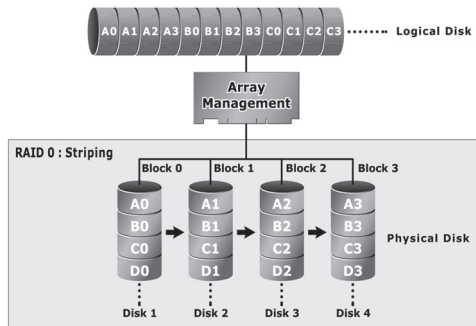 A0 A1 A2 A3 B0 B1 B2 B3 C0 C1 C2 C3 Logical Disk
Array
Management
RAID 0 : Striping
Block 0 Block 1 Block 2 Block 3
A0 A1 A2 A3
B0 B1 B2 B3
Physical Disk
C0 C1 C2 C3
D0 D1 D2 D3
Disk 1 Disk 2 Disk 3 Disk 4